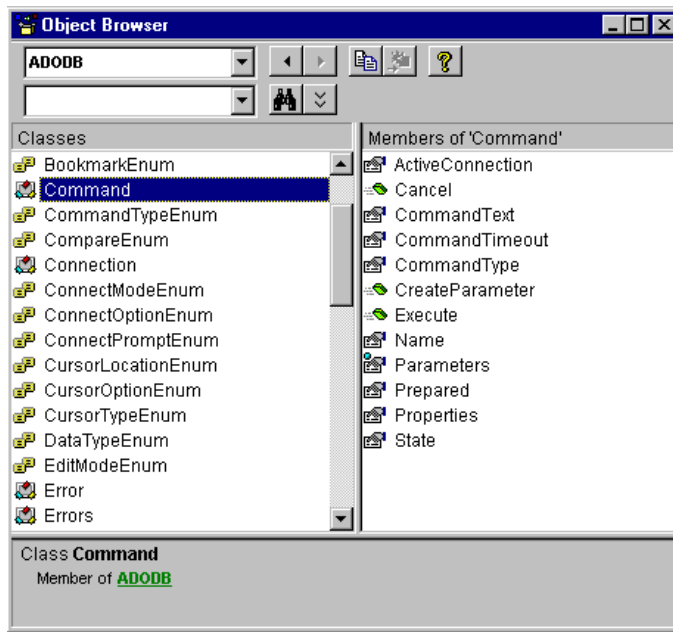 Object Browser
ADODB
Classes
BookmarkEnum
Command
CommandTypeEnum
CompareEnum
Connection
ConnectModeEnum
ConnectOptionEnum
ConnectPromptEnum
CursorLocationEnum
CursorOptionEnum
CursorTypeEnum
DataTypeEnum
EditModeEnum
Error
Errors
Members of 'Command'
ActiveConnection
Cancel
CommandText
CommandTimeout
CommandType
CreateParameter
Execute
Name
Parameters
Prepared
Properties
State
Class Command
Member of ADODB